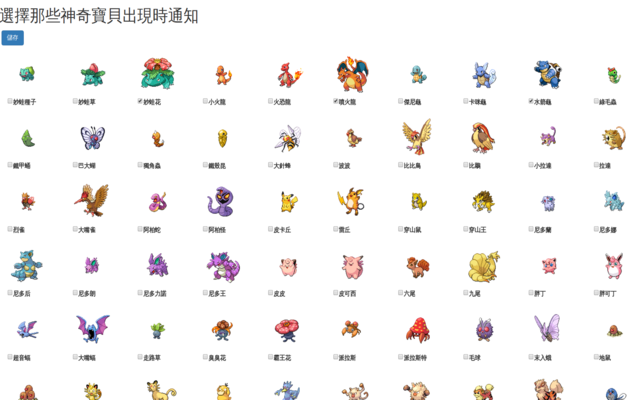 選擇那些神奇寶貝出現時通知
儲存
妙蛙種子 妙蛙草 妙蛙花 小火龍 火恐龍 噴火龍 傑尼龜 卡咪龜 水箭龜 綠毛蟲
鐵甲蛹 巴大蝴 獨角蟲 鐵殼昆 大針蜂 波波 比比鳥 比鵰 小拉達 拉達
烈雀 大嘴雀 阿柏蛇 阿柏怪 皮卡丘 雷丘 穿山鼠 穿山王 尼多蘭 尼多娜
尼多后 尼多朗 尼多力諾 尼多王 皮皮 皮可西 六尾 九尾 胖丁 胖可丁
超音蝠 大嘴蝠 走路草 臭臭花 霸王花 派拉斯 派拉斯特 毛球 末入蛾 地鼠